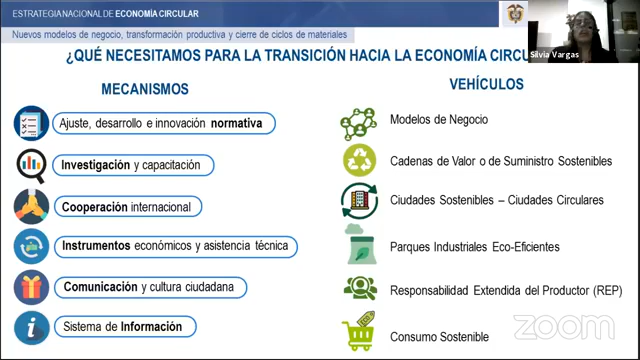 ESTRATEGIA NACIONAL DE ECONOMÍA CIRCULAR
Nuevos modelos de negocio, transformación productiva y cierre de ciclos de materiales
¿QUÉ NECESITAMOS PARA LA TRANSICIÓN HACIA LA ECONOMÍA CIRCU
Silvia Vargas
MECANISMOS
Ajuste, desarrollo e innovación normativa
Investigación y capacitación
Cooperación internacional
Instrumentos económicos y asistencia técnica
Comunicación y cultura ciudadana
Sistema de Información
VEHÍCULOS
Modelos de Negocio
Cadenas de Valor o de Suministro Sostenibles
Ciudades Sostenibles – Ciudades Circulares
Parques Industriales Eco-Eficientes
Responsabilidad Extendida del Productor (REP)
Consumo Sostenible
zoom